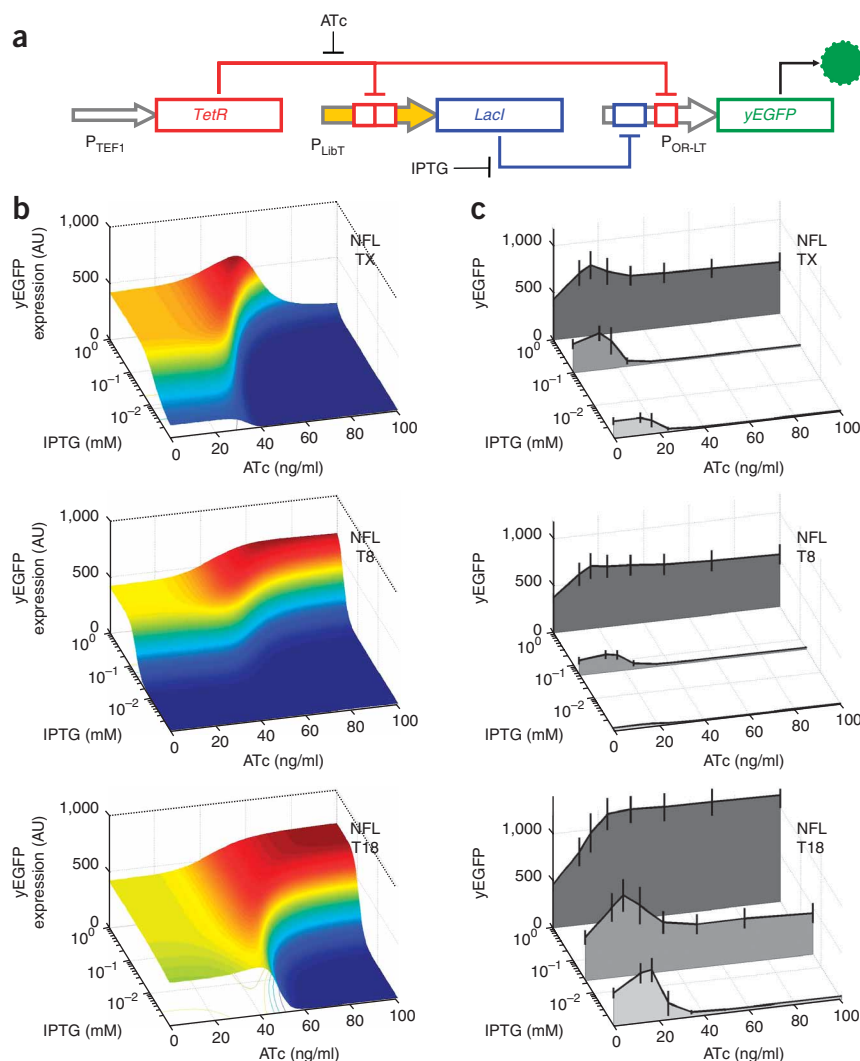 a
ATc
TetR
LacI
yEGFP
P_TEF1
P_LibT
P_OR-LT
IPTG
b
1,000
500
0
yEGFP
expression (AU)
10^0
10^-1
10^-2
IPTG (mM)
0
20
40
60
80
100
ATc (ng/ml)
NFL
TX
c
1,000
500
0
yEGFP
10^0
10^-1
10^-2
IPTG (mM)
0
20
40
60
80
100
ATc (ng/ml)
NFL
TX
1,000
500
0
yEGFP
expression (AU)
10^0
10^-1
10^-2
IPTG (mM)
0
20
40
60
80
100
ATc (ng/ml)
NFL
T8
1,000
500
0
yEGFP
10^0
10^-1
10^-2
IPTG (mM)
0
20
40
60
80
100
ATc (ng/ml)
NFL
T8
1,000
500
0
yEGFP
expression (AU)
10^0
10^-1
10^-2
IPTG (mM)
0
20
40
60
80
100
ATc (ng/ml)
NFL
T18
1,000
500
0
yEGFP
10^0
10^-1
10^-2
IPTG (mM)
0
20
40
60
80
100
ATc (ng/ml)
NFL
T18